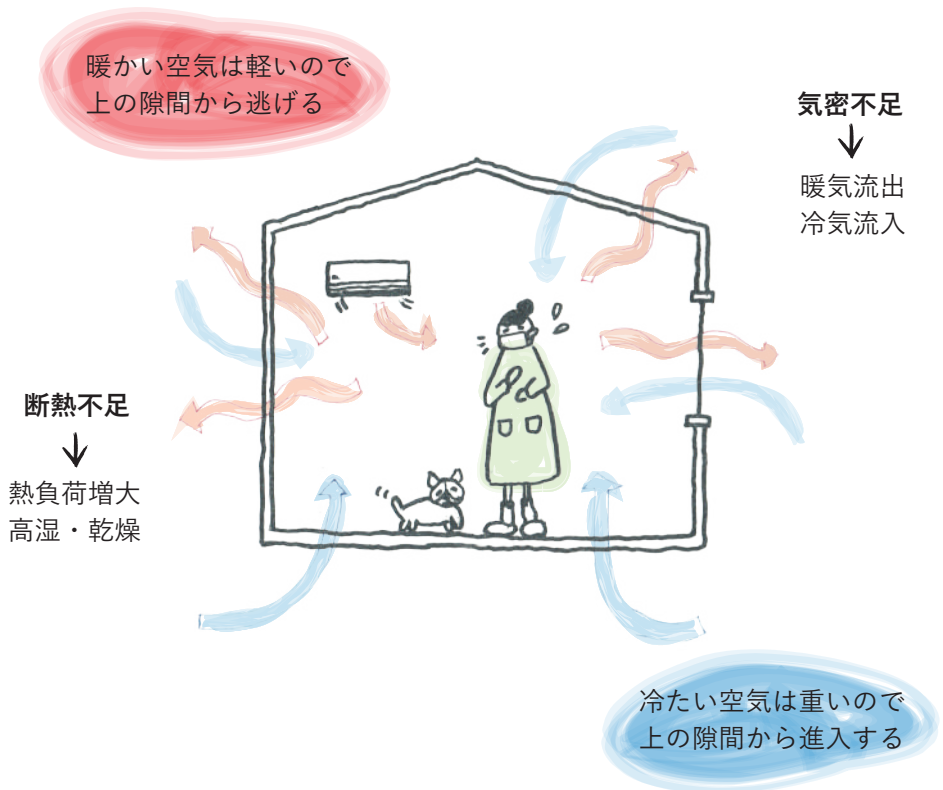 暖かい空気は軽いので
上の隙間から逃げる
気密不足
暖気流出
冷気流入
断熱不足
熱負荷増大
高湿・乾燥
冷たい空気は重いので
上の隙間から進入する